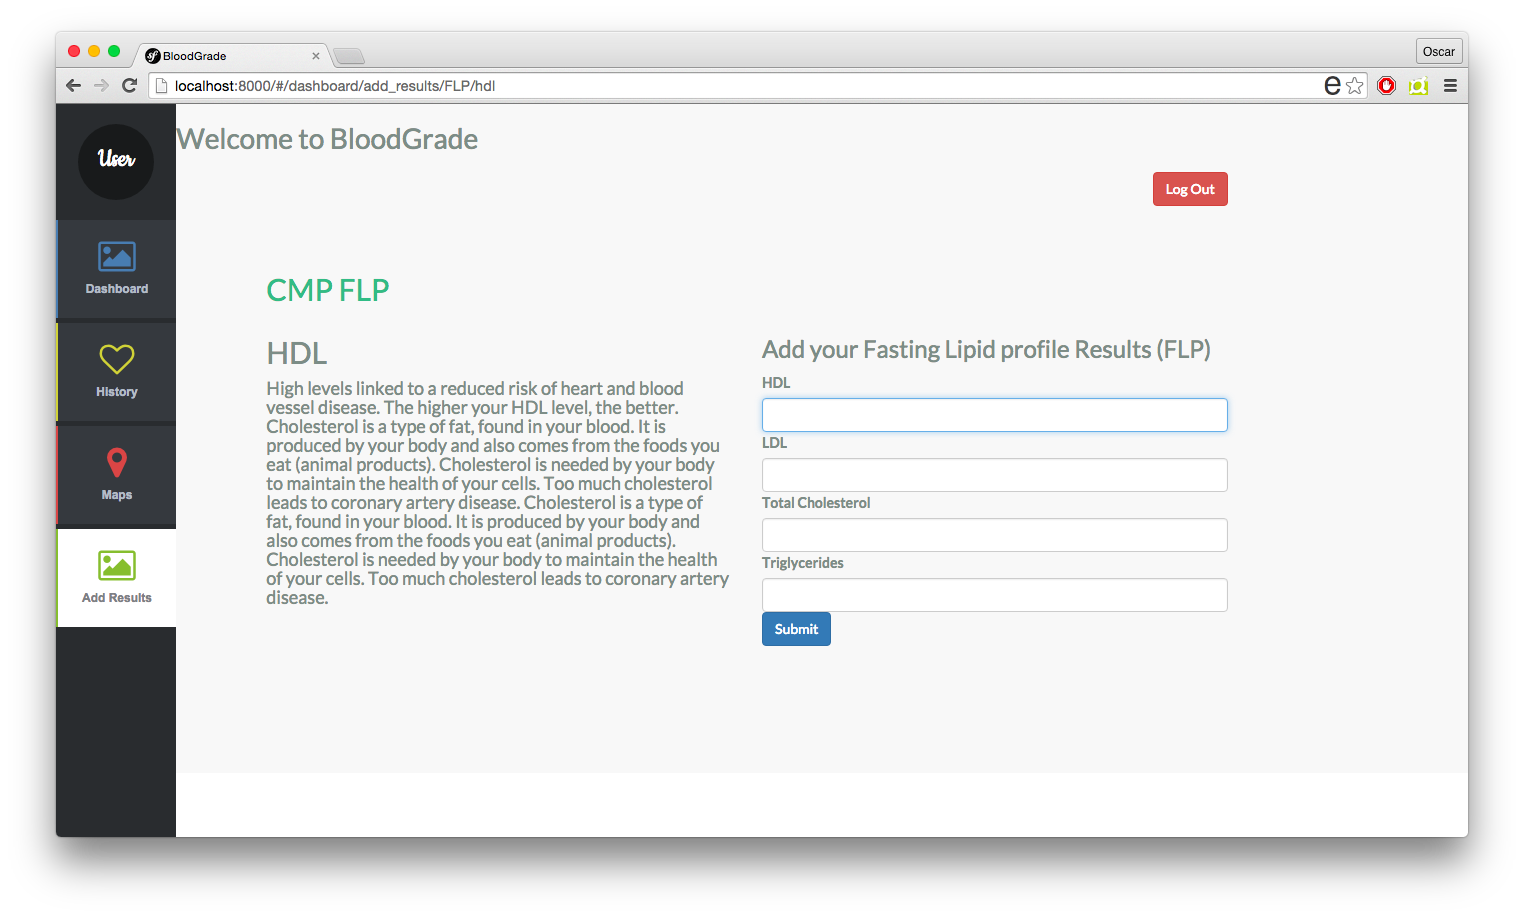 BloodGrade
Oscar
localhost:8000/#/dashboard/add_results/FLP/hdl
User
Dashboard
History
Maps
Add Results
Welcome to BloodGrade
Log Out
CMP FLP
HDL
High levels linked to a reduced risk of heart and blood
vessel disease. The higher your HDL level, the better.
Cholesterol is a type of fat, found in your blood. It is
produced by your body and also comes from the foods you
eat (animal products). Cholesterol is needed by your body
to maintain the health of your cells. Too much cholesterol
leads to coronary artery disease. Cholesterol is a type of
fat, found in your blood. It is produced by your body and
also comes from the foods you eat (animal products).
Cholesterol is needed by your body to maintain the health
of your cells. Too much cholesterol leads to coronary artery
disease.
Add your Fasting Lipid profile Results (FLP)
HDL
LDL
Total Cholesterol
Triglycerides
Submit